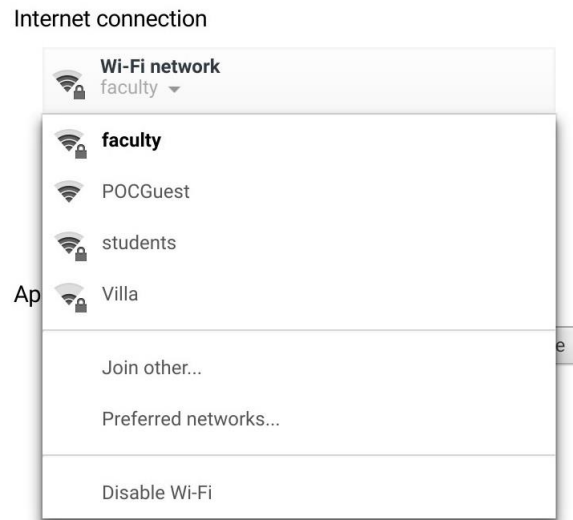 Internet connection
Wi-Fi network
faculty
faculty
POCGuest
students
Ap
Villa
e
Join other...
Preferred networks...
Disable Wi-Fi